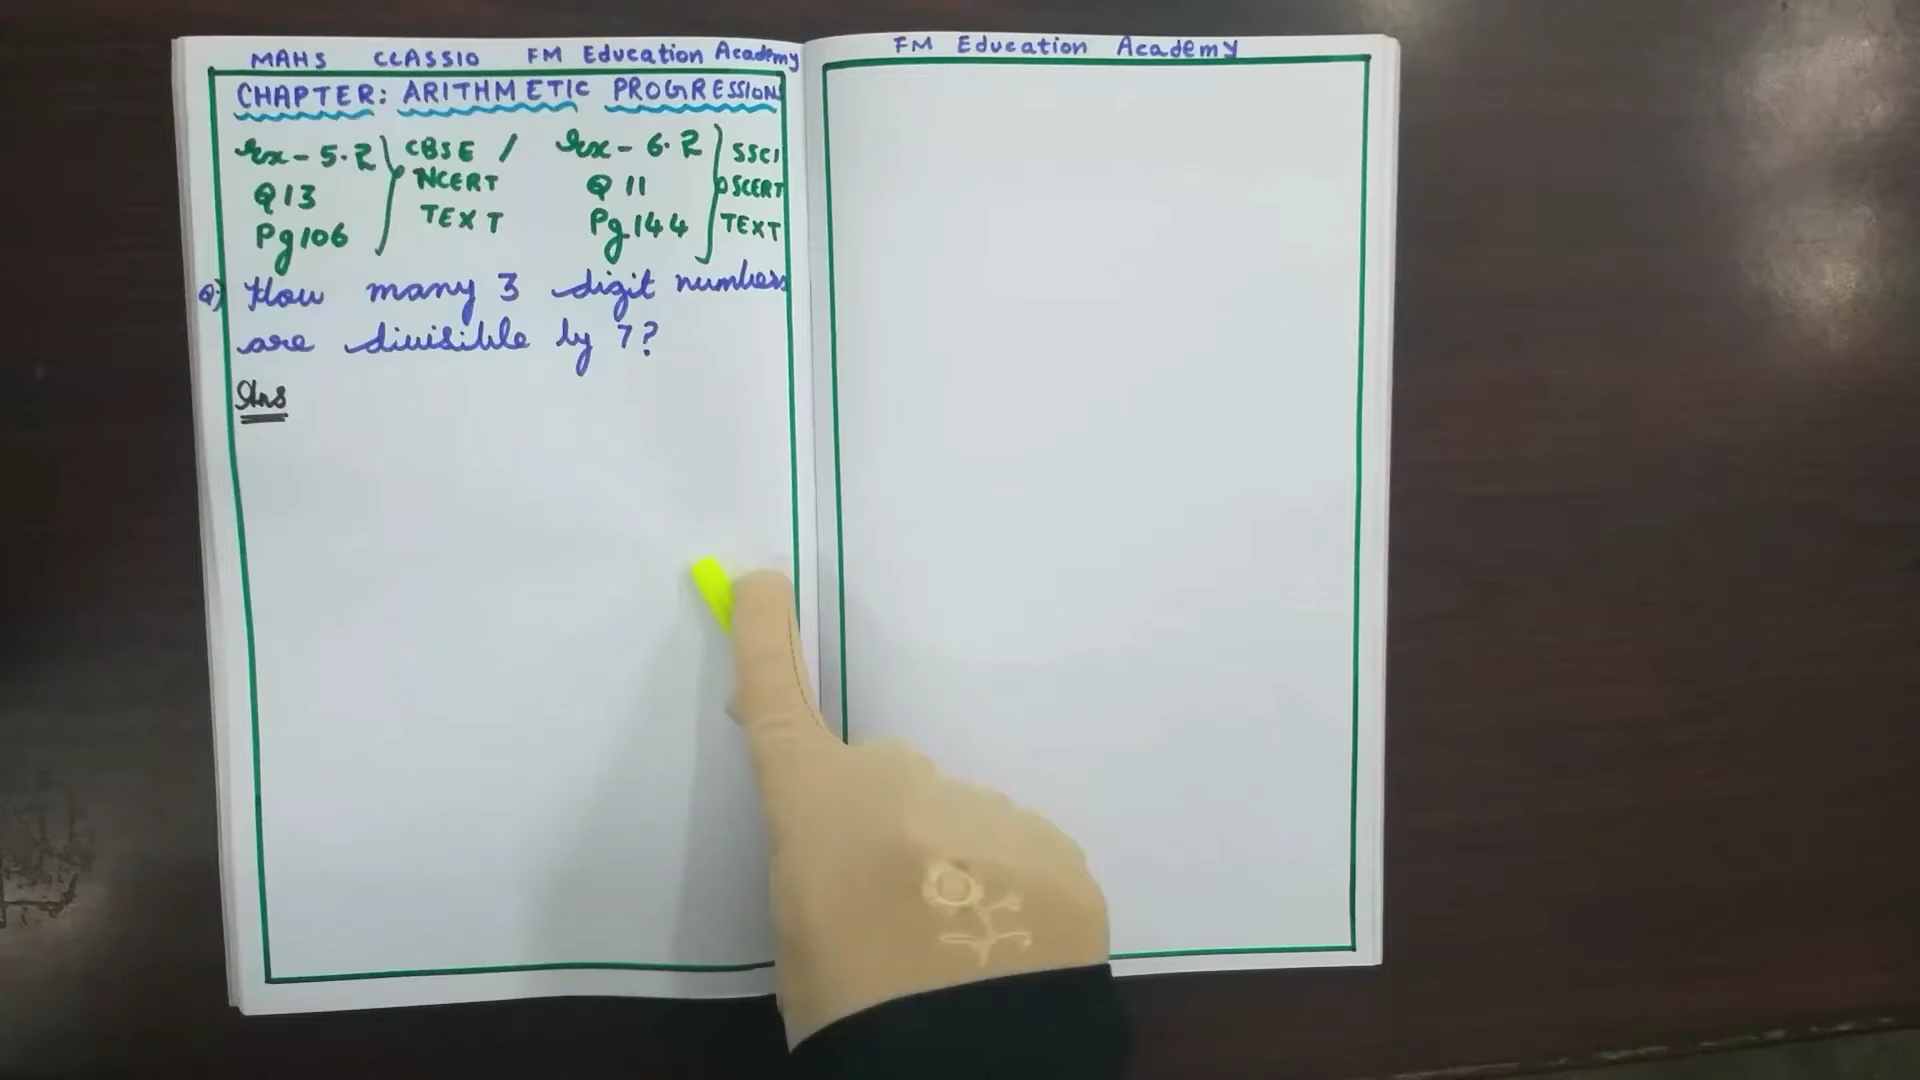 MAHS CLASS10 FM Education Academy
CHAPTER: ARITHMETIC PROGRESSIONS
Ex - 5.2 CBSE /
Q13 NCERT
Pg106 TEXT
Ex - 6.2 SSC/
Q 11 SCERT
Pg.144 TEXT
Q) How many 3 digit numbers
are divisible by 7?
Ans
FM Education Academy